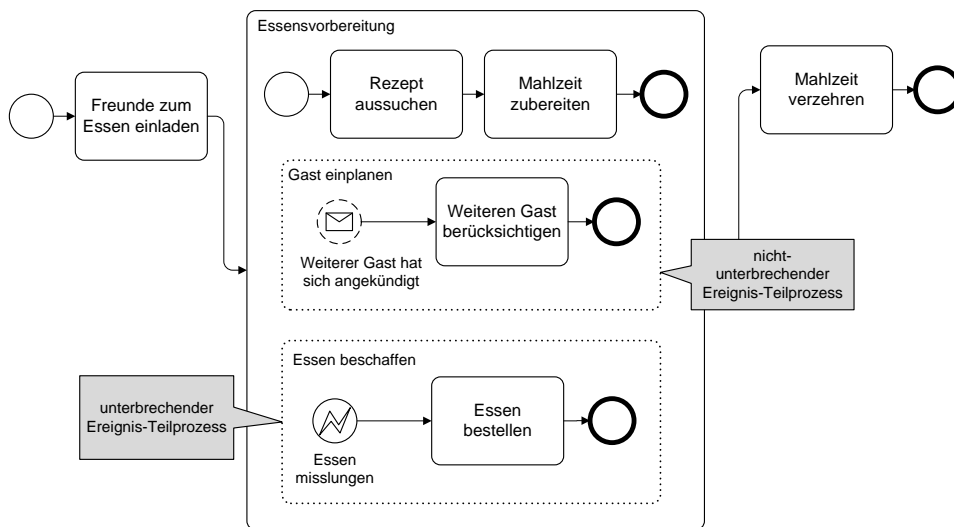 Essensvorbereitung
Freunde zum
Essen einladen
Rezept
aussuchen
Mahlzeit
zubereiten
Mahlzeit
verzehren
Gast einplanen
Weiterer Gast hat
sich angekündigt
Weiteren Gast
berücksichtigen
nicht-
unterbrechender
Ereignis-Teilprozess
Essen beschaffen
unterbrechender
Ereignis-Teilprozess
Essen
misslungen
Essen
bestellen